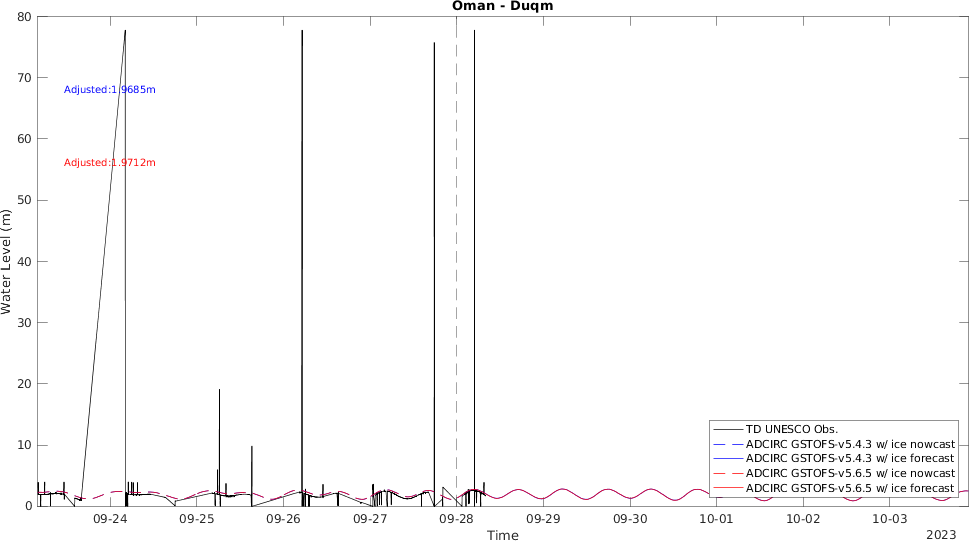 Oman - Duqm
80
70
60
50
40
30
20
10
0
Water Level (m)
Adjusted:1.9685m
Adjusted:1.9712m
TD UNESCO Obs.
ADCIRC GSTOFS-v5.4.3 w/ ice nowcast
ADCIRC GSTOFS-v5.4.3 w/ ice forecast
ADCIRC GSTOFS-v5.6.5 w/ ice nowcast
ADCIRC GSTOFS-v5.6.5 w/ ice forecast
09-24 09-25 09-26 09-27 09-28 09-29 09-30 10-01 10-02 10-03
Time
2023